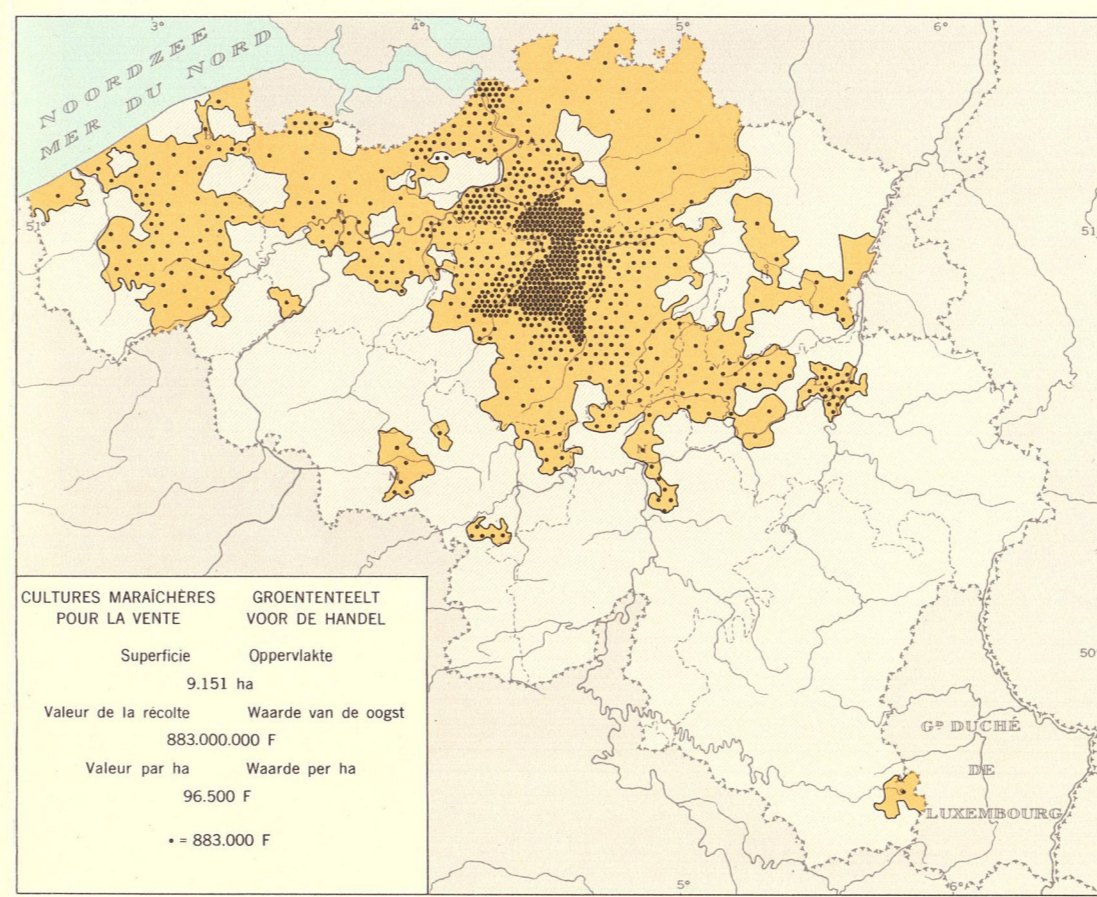 3° 4° 5° 6°
NOORDZEE
MER DU NORD
B
A
G
51°
51
H
L
N
M
50°
CULTURES MARAÎCHÈRES GROENTENTEELT
POUR LA VENTE VOOR DE HANDEL
Superficie Oppervlakte
9.151 ha
Valeur de la récolte Waarde van de oogst
883.000.000 F
Valeur par ha Waarde per ha
96.500 F
• = 883.000 F
Gᴰ DUCHÉ
DE
LUXEMBOURG
5° 6°